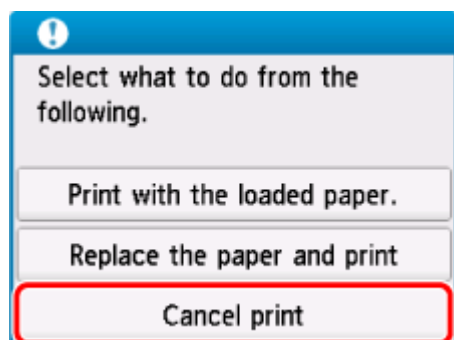 Select what to do from the
following.
Print with the loaded paper.
Replace the paper and print
Cancel print